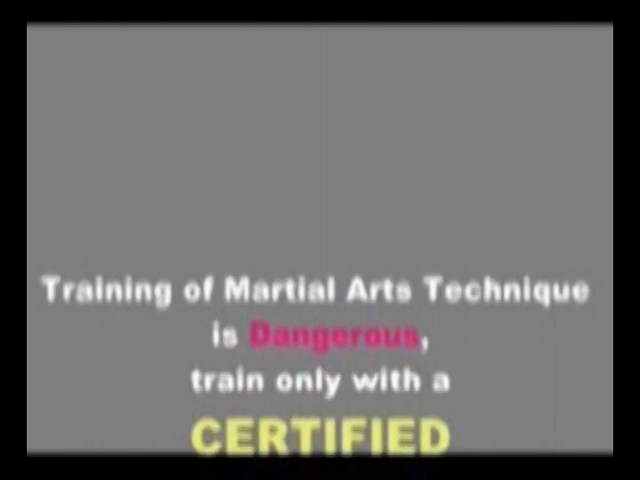 Training of Martial Arts Technique
is Dangerous,
train only with a
CERTIFIED